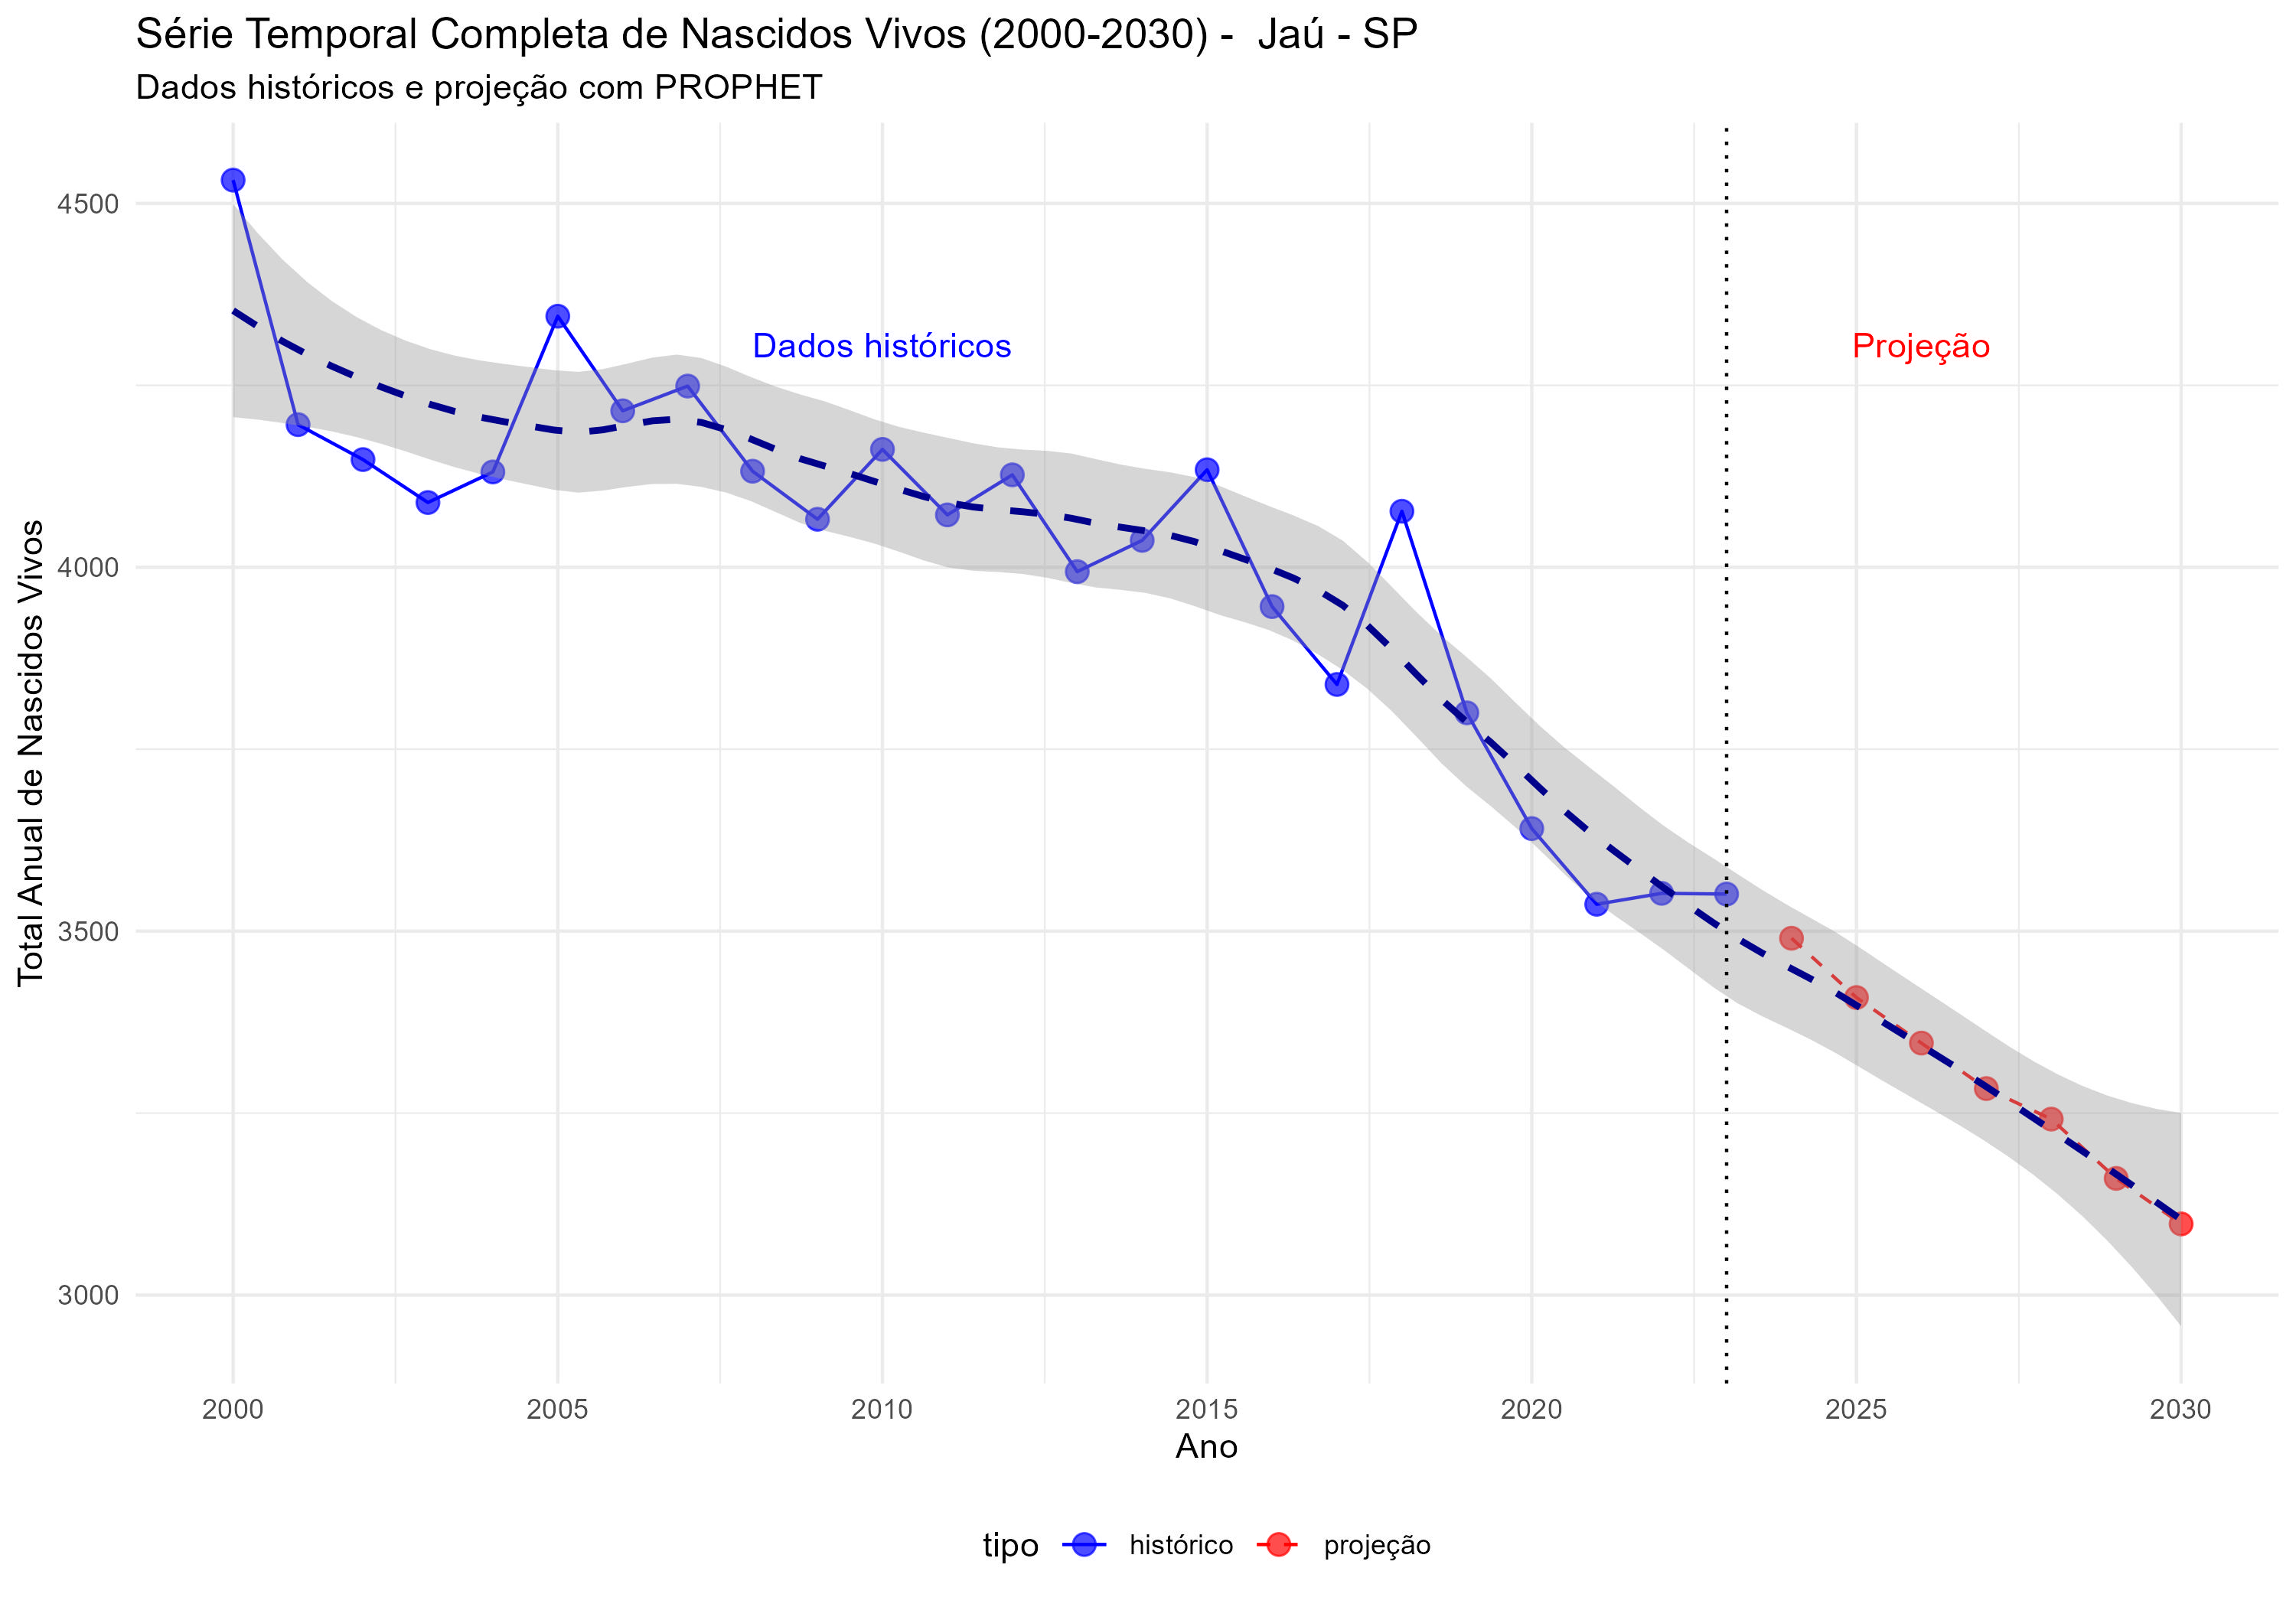 Série Temporal Completa de Nascidos Vivos (2000-2030) -  Jaú - SP
Dados históricos e projeção com PROPHET
Total Anual de Nascidos Vivos
4500
4000
3500
3000
Dados históricos
Projeção
2000 2005 2010 2015 2020 2025 2030
Ano
tipo histórico projeção